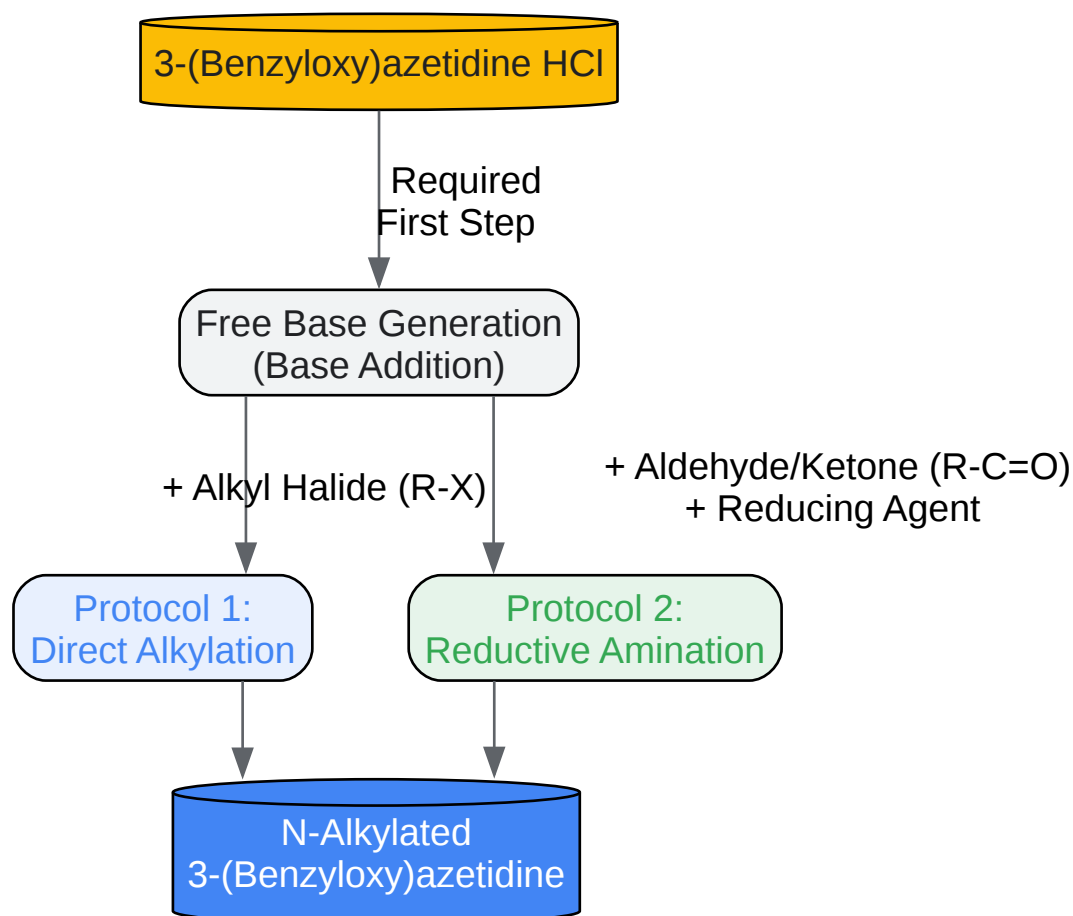 3-(Benzyloxy)azetidine HCl
Required
First Step
Free Base Generation
(Base Addition)
+ Alkyl Halide (R-X)
+ Aldehyde/Ketone (R-C=O)
+ Reducing Agent
Protocol 1:
Direct Alkylation
Protocol 2:
Reductive Amination
N-Alkylated
3-(Benzyloxy)azetidine